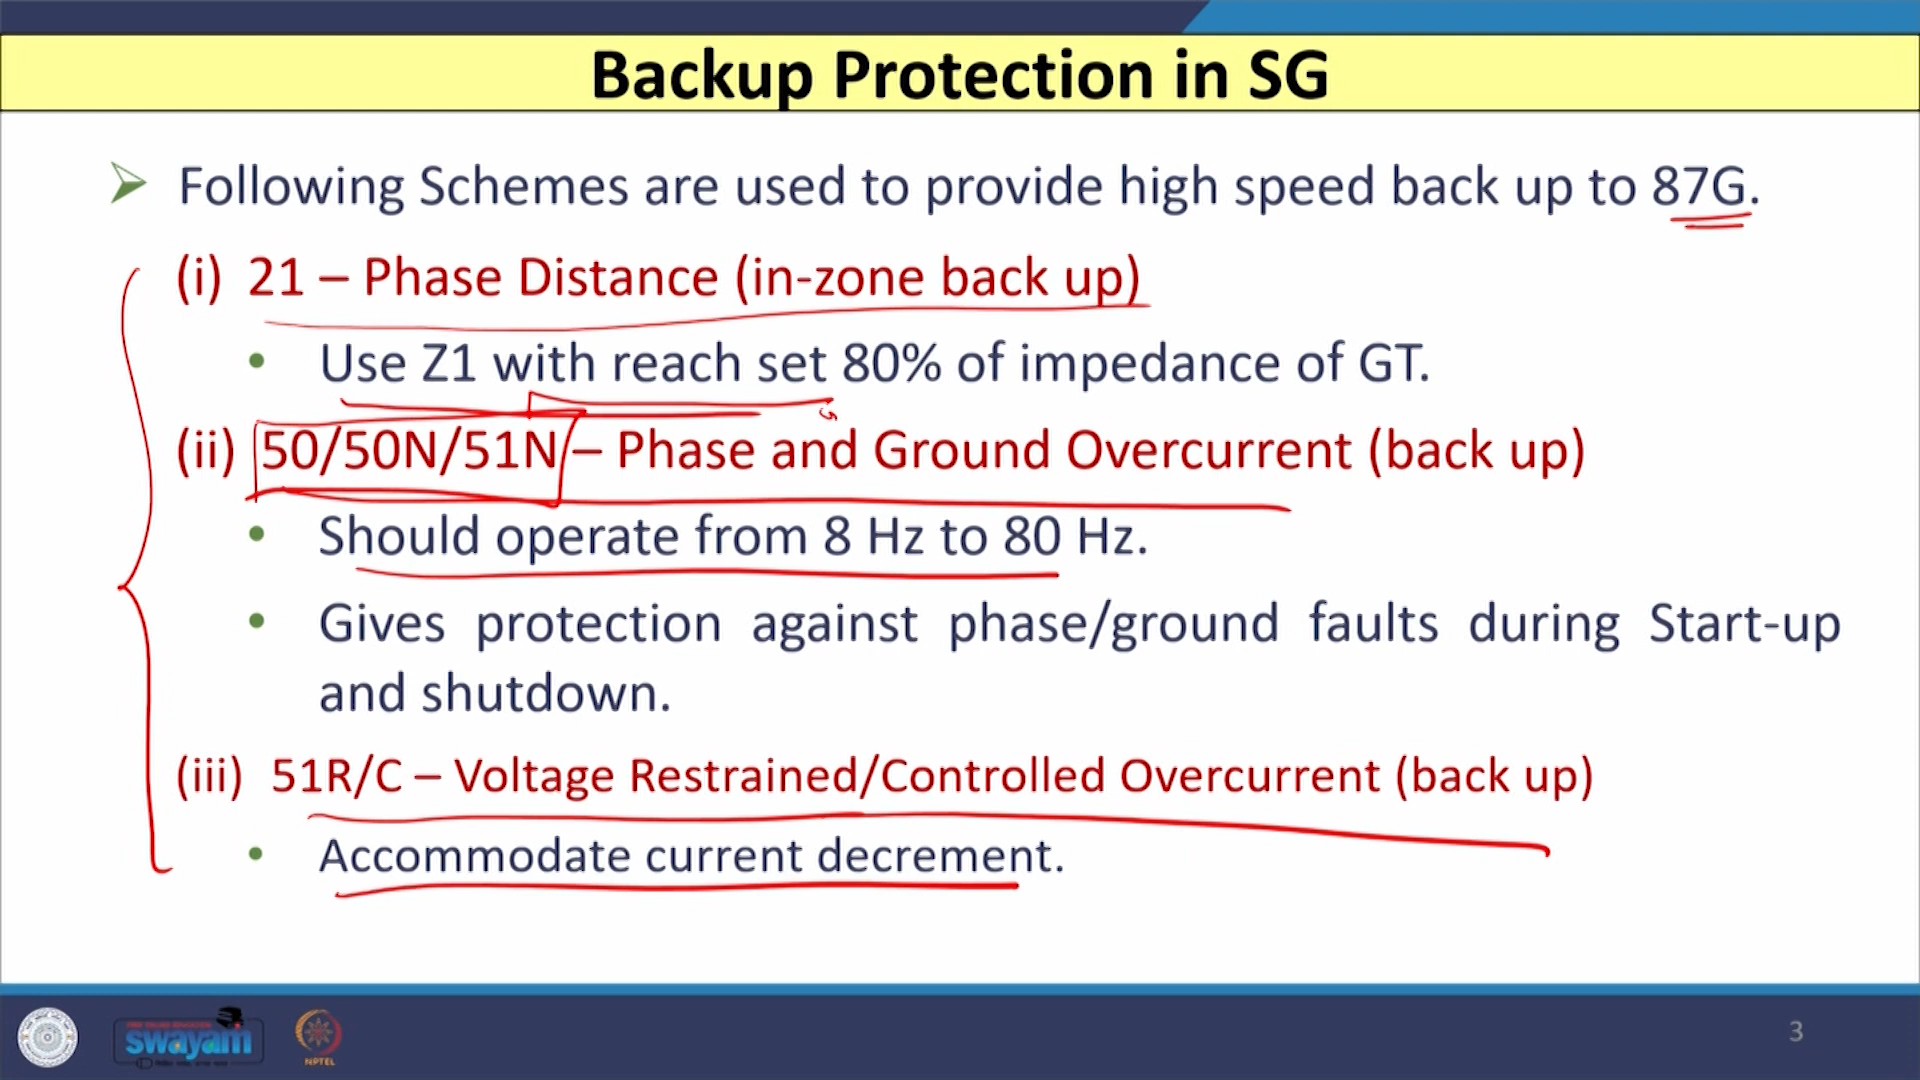 Backup Protection in SG
Following Schemes are used to provide high speed back up to 87G.
(i) 21 – Phase Distance (in-zone back up)
• Use Z1 with reach set 80% of impedance of GT.
(ii) 50/50N/51N – Phase and Ground Overcurrent (back up)
• Should operate from 8 Hz to 80 Hz.
• Gives protection against phase/ground faults during Start-up
and shutdown.
(iii) 51R/C – Voltage Restrained/Controlled Overcurrent (back up)
• Accommodate current decrement.
swayam
NPTEL
3